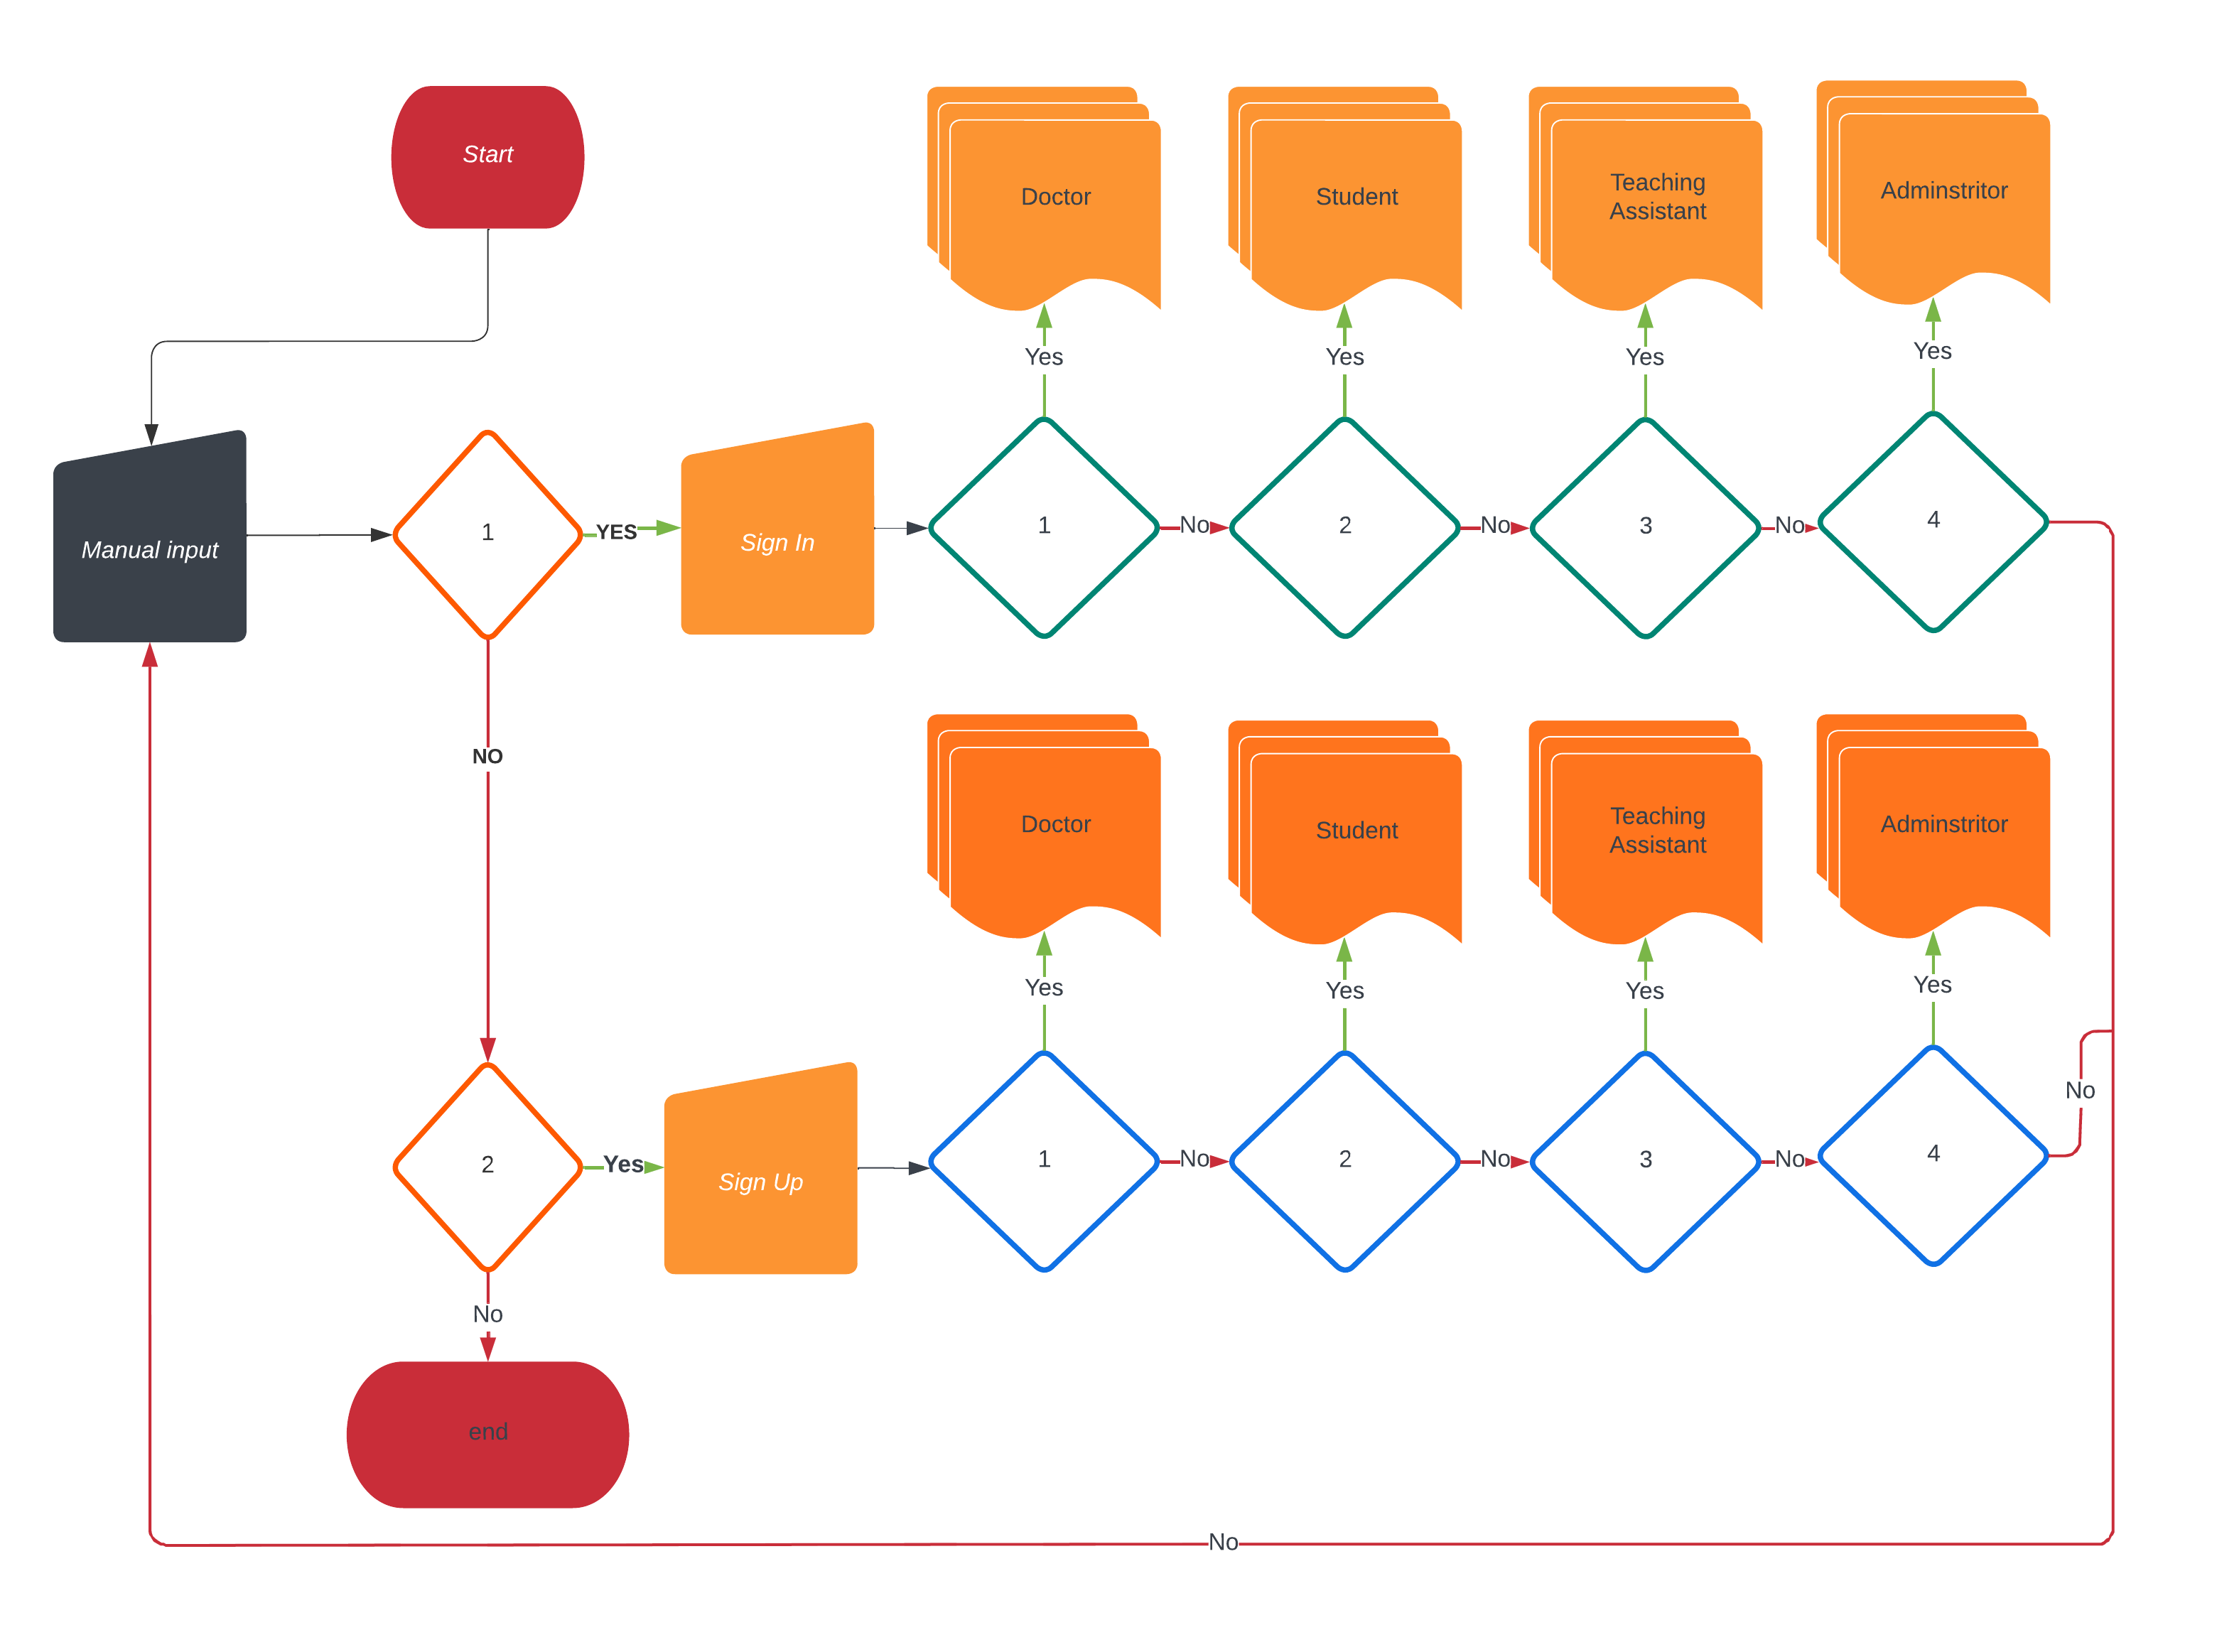 Start
Doctor
Student
Teaching
Assistant
Adminstritor
Yes
Yes
Yes
Yes
Manual input
1
YES
Sign In
1
No
2
No
3
No
4
NO
Doctor
Student
Teaching
Assistant
Adminstritor
Yes
Yes
Yes
Yes
No
2
Yes
Sign Up
1
No
2
No
3
No
4
No
end
No